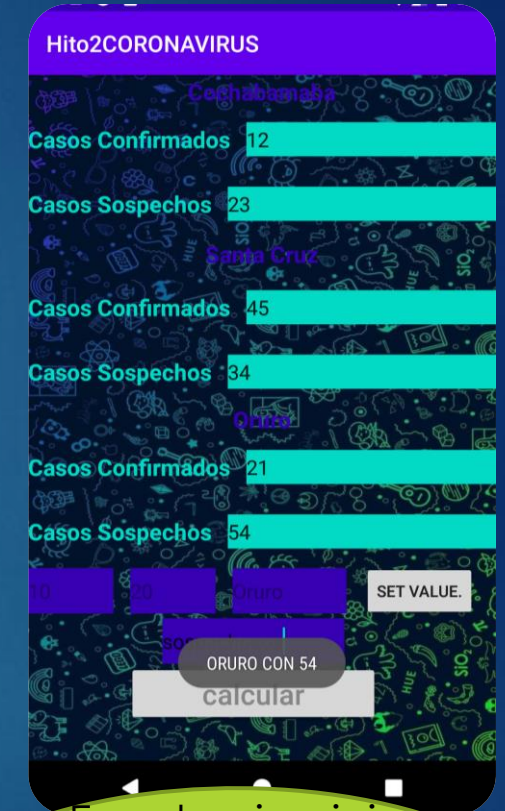 Hito2CORONAVIRUS
Cochabamaba
Casos Confirmados 12
Casos Sospechos 23
Santa Cruz
Casos Confirmados 45
Casos Sospechos 34
Oruro
Casos Confirmados 21
Casos Sospechos 54
10 20 Oruro SET VALUE.
ORURO CON 54
calcular